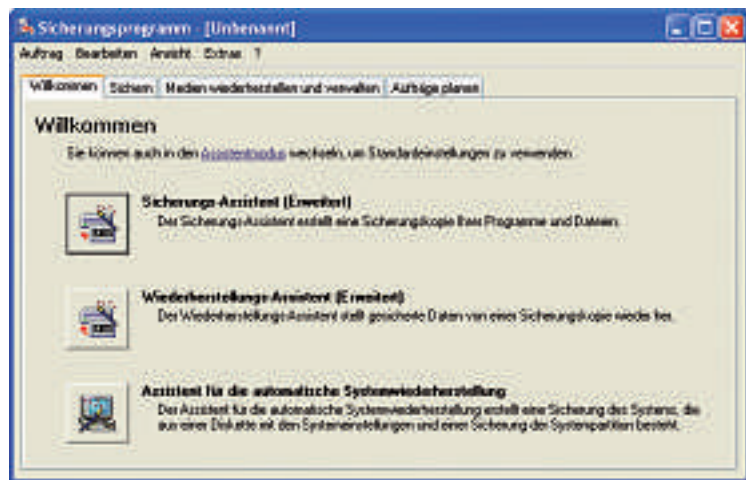 Sicherungsprogramm - [Unbenannt]
Auftrag Bearbeiten Ansicht Extras ?
Willkommen Sichern Medien wiederherstellen und verwalten Aufträge planen
Willkommen
Sie können auch in den Assistentmodus wechseln, um Standardeinstellungen zu verwenden.
Sicherungs-Assistent (Erweitert)
Der Sicherungs-Assistent erstellt eine Sicherungskopie Ihrer Programme und Dateien.
Wiederherstellungs-Assistent (Erweitert)
Der Wiederherstellungs-Assistent stellt gesicherte Daten von einer Sicherungskopie wieder her.
Assistent für die automatische Systemwiederherstellung
Der Assistent für die automatische Systemwiederherstellung erstellt eine Sicherung des Systems, die
aus einer Diskette mit den Systemeinstellungen und einer Sicherung der Systempartition besteht.